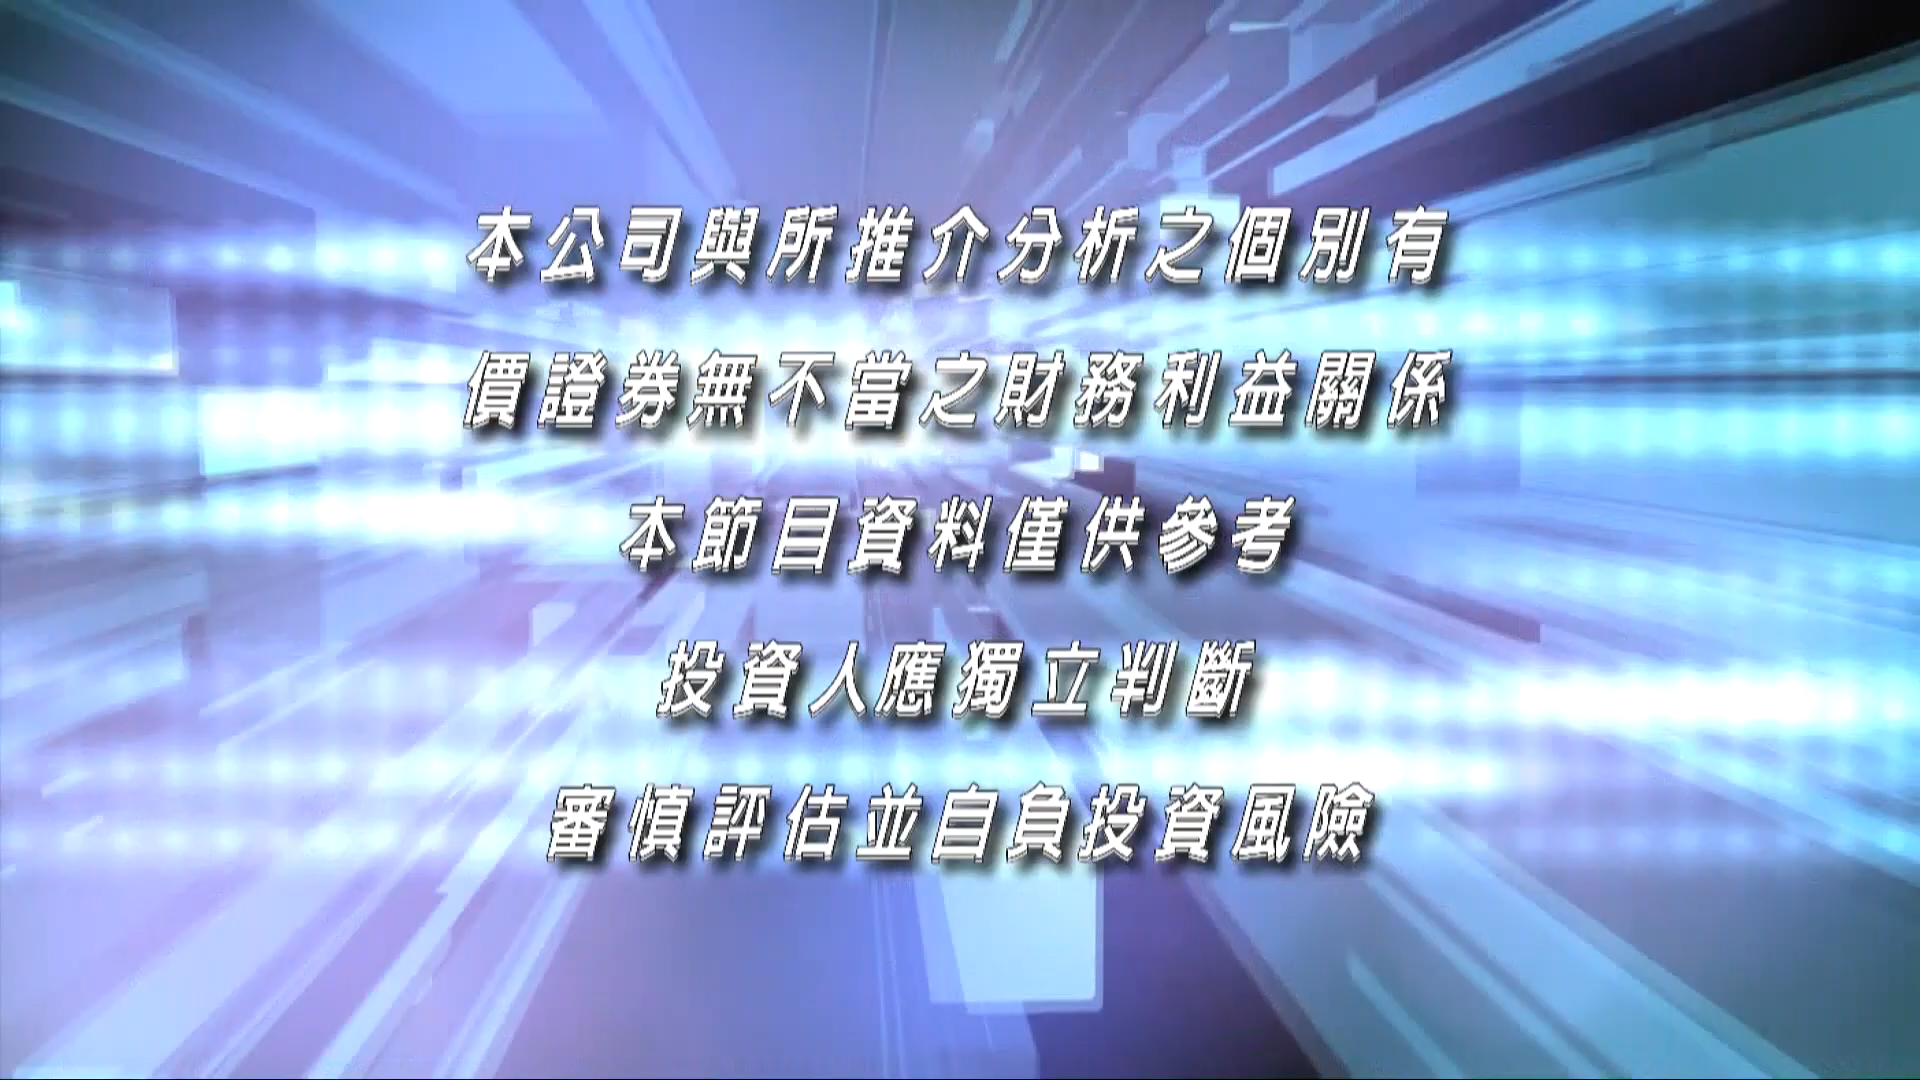 本公司與所推介分析之個別有
價證券無不當之財務利益關係
本節目資料僅供參考
投資人應獨立判斷
審慎評估並自負投資風險